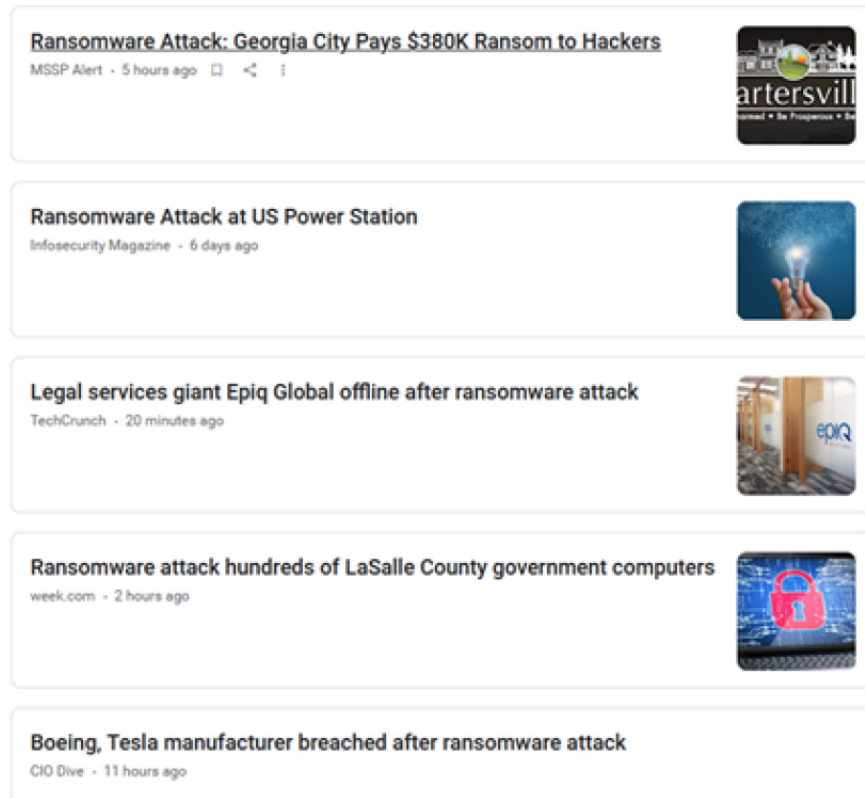 Ransomware Attack: Georgia City Pays $380K Ransom to Hackers
MSSP Alert · 5 hours ago
artersvill
Be Prosperous • Be
Ransomware Attack at US Power Station
Infosecurity Magazine · 6 days ago
Legal services giant Epiq Global offline after ransomware attack
TechCrunch · 20 minutes ago
epiq
Ransomware attack hundreds of LaSalle County government computers
week.com · 2 hours ago
Boeing, Tesla manufacturer breached after ransomware attack
CIO Dive · 11 hours ago